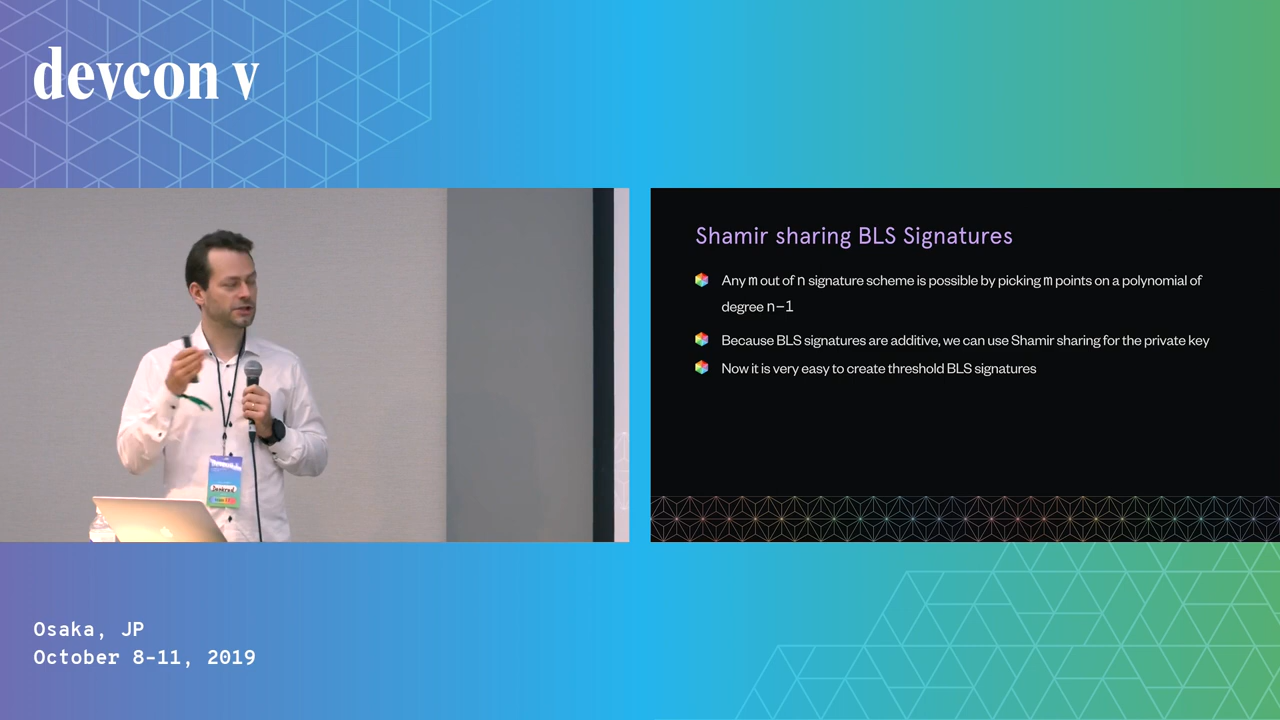 devcon v
Shamir sharing BLS Signatures
Any m out of n signature scheme is possible by picking m points on a polynomial of
degree n−1
Because BLS signatures are additive, we can use Shamir sharing for the private key
Now it is very easy to create threshold BLS signatures
Dankrad
Osaka, JP
October 8-11, 2019